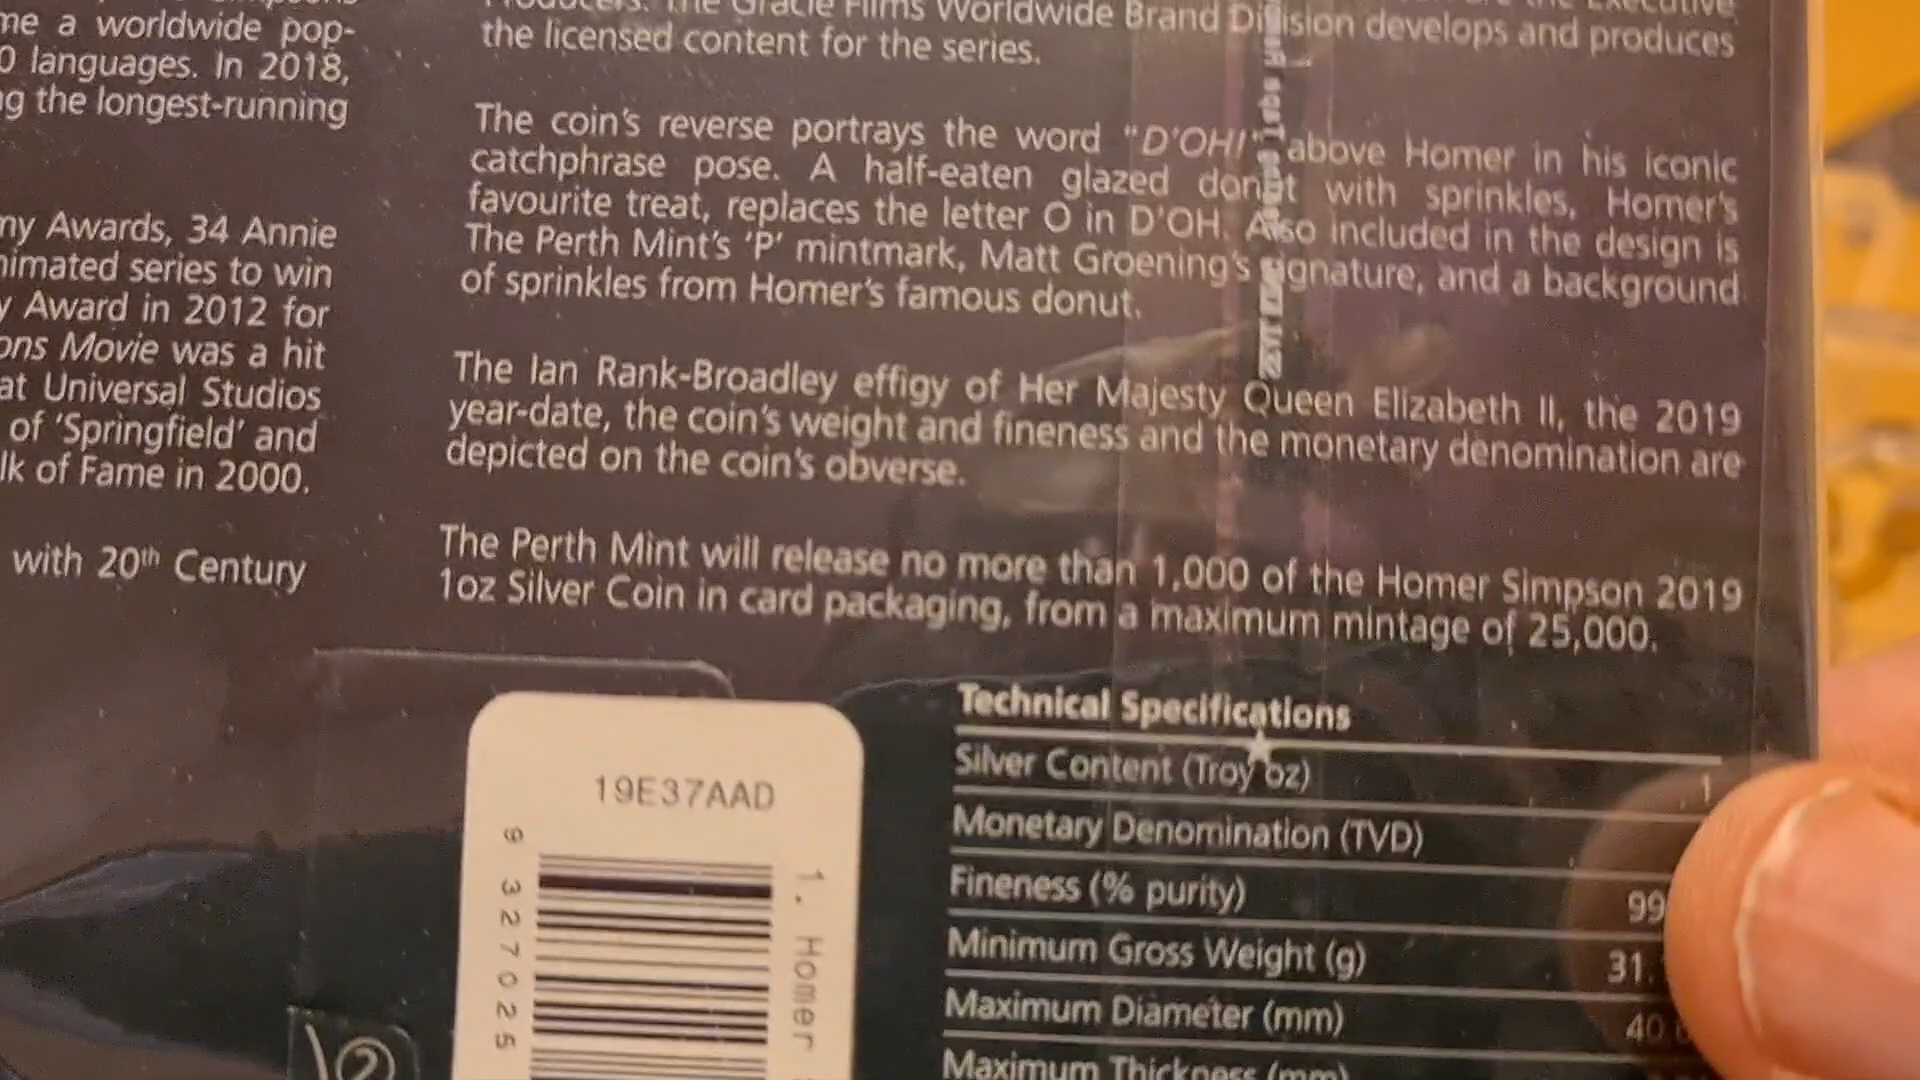 me a worldwide pop-
0 languages. In 2018,
ng the longest-running
ny Awards, 34 Annie
nimated series to win
y Award in 2012 for
ons Movie was a hit
at Universal Studios
of 'Springfield' and
lk of Fame in 2000.
with 20th Century
Producers. The Gracie Films Worldwide Brand Division develops and produces
the licensed content for the series.
The coin's reverse portrays the word "D'OH!" above Homer in his iconic
catchphrase pose. A half-eaten glazed donut with sprinkles, Homer's
favourite treat, replaces the letter O in D'OH. Also included in the design is
The Perth Mint's 'P' mintmark, Matt Groening's signature, and a background
of sprinkles from Homer's famous donut.
The Ian Rank-Broadley effigy of Her Majesty Queen Elizabeth II, the 2019
year-date, the coin's weight and fineness and the monetary denomination are
depicted on the coin's obverse.
The Perth Mint will release no more than 1,000 of the Homer Simpson 2019
1oz Silver Coin in card packaging, from a maximum mintage of 25,000.
Technical Specifications
Silver Content (Troy oz) 1
Monetary Denomination (TVD)
Fineness (% purity) 99
Minimum Gross Weight (g) 31.
Maximum Diameter (mm) 40
Maximum Thickness (mm)
19E37AAD
9 327025
1. Homer
2